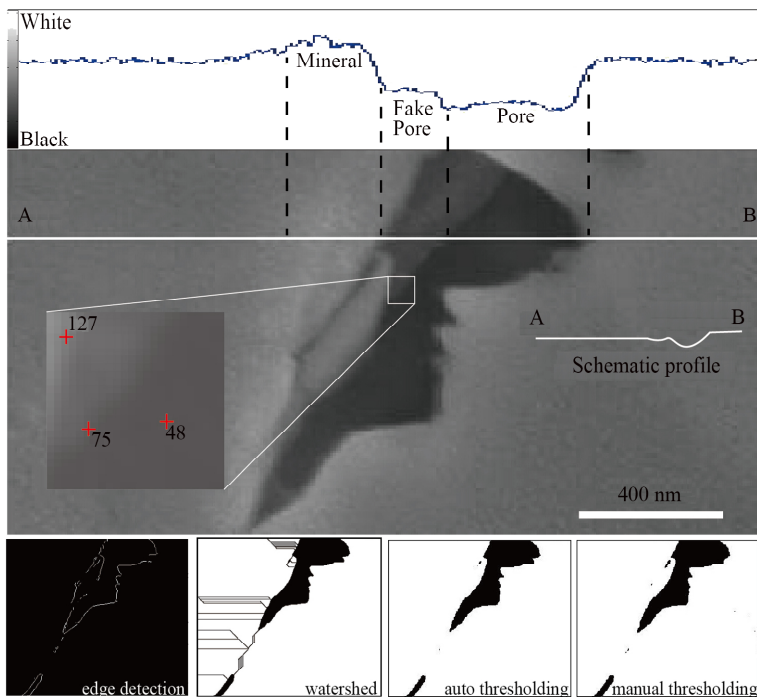 White
Mineral
Fake
Pore
Pore
Black
A
B
127
75
48
A
B
Schematic profile
400 nm
edge detection
watershed
auto thresholding
manual thresholding